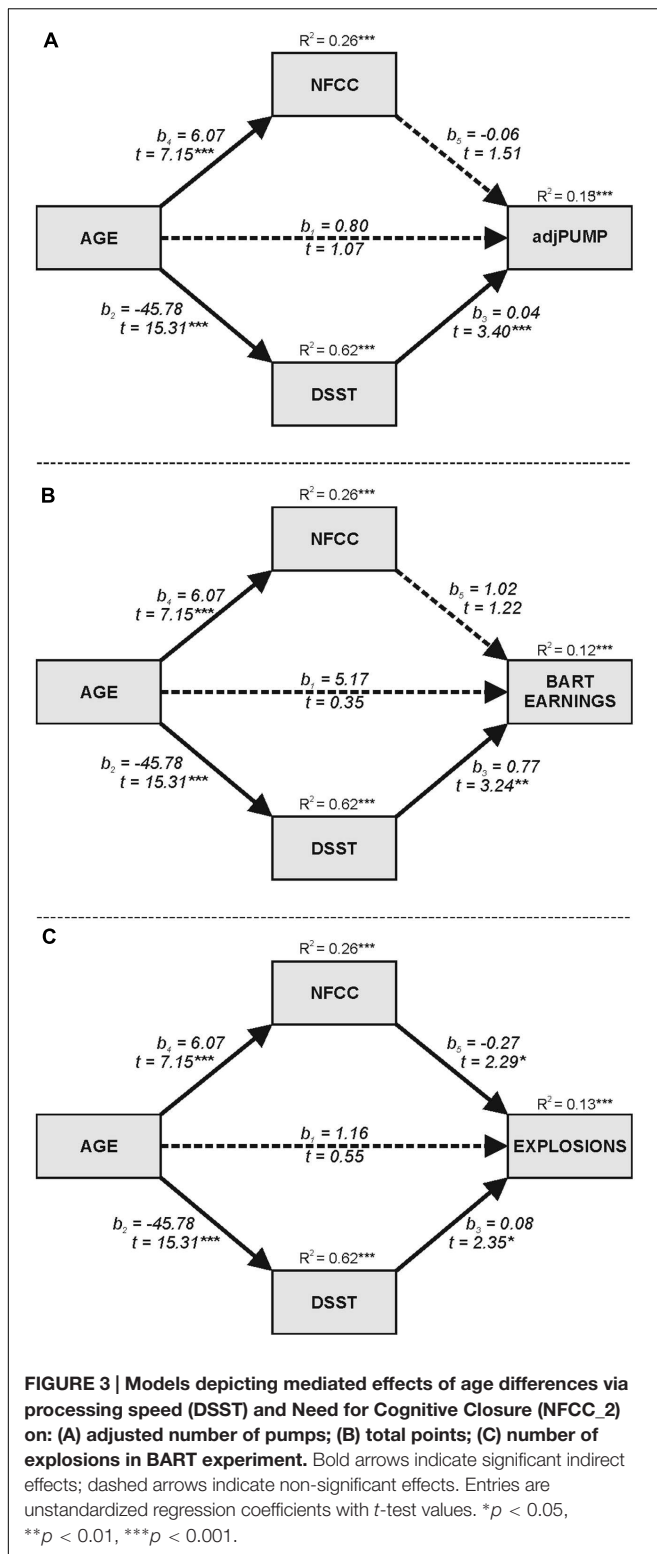 A
R² = 0.26***
NFCC
b₄ = 6.07
t = 7.15***
b₅ = -0.06
t = 1.51
AGE
b₁ = 0.80
t = 1.07
R² = 0.15***
adjPUMP
b₂ = -45.78
t = 15.31***
b₃ = 0.04
t = 3.40***
R² = 0.62***
DSST
B
R² = 0.26***
NFCC
b₄ = 6.07
t = 7.15***
b₅ = 1.02
t = 1.22
AGE
b₁ = 5.17
t = 0.35
R² = 0.12***
BART
EARNINGS
b₂ = -45.78
t = 15.31***
b₃ = 0.77
t = 3.24**
R² = 0.62***
DSST
C
R² = 0.26***
NFCC
b₄ = 6.07
t = 7.15***
b₅ = -0.27
t = 2.29*
AGE
b₁ = 1.16
t = 0.55
R² = 0.13***
EXPLOSIONS
b₂ = -45.78
t = 15.31***
b₃ = 0.08
t = 2.35*
R² = 0.62***
DSST
FIGURE 3 | Models depicting mediated effects of age differences via
processing speed (DSST) and Need for Cognitive Closure (NFCC_2)
on: (A) adjusted number of pumps; (B) total points; (C) number of
explosions in BART experiment. Bold arrows indicate significant indirect
effects; dashed arrows indicate non-significant effects. Entries are
unstandardized regression coefficients with t-test values. *p < 0.05,
**p < 0.01, ***p < 0.001.